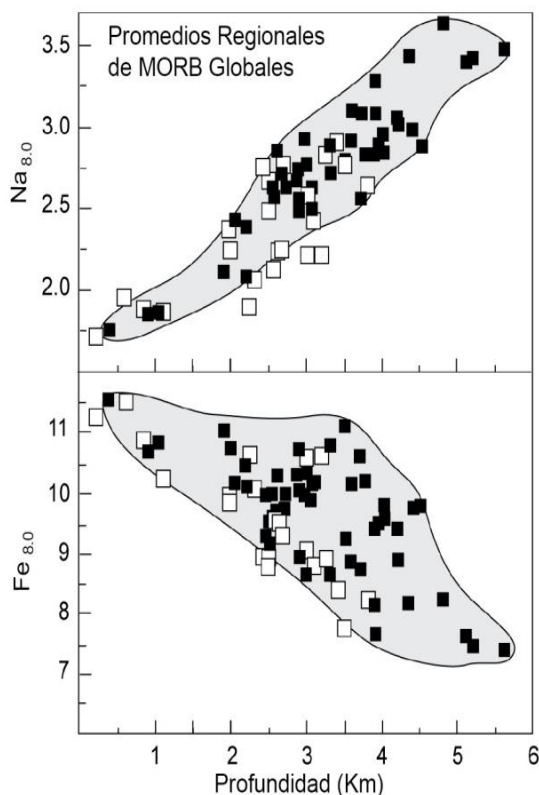 Promedios Regionales
de MORB Globales
3.5
3.0
2.5
2.0
Na 8.0
11
10
9
8
7
Fe 8.0
1 2 3 4 5 6
Profundidad (Km)